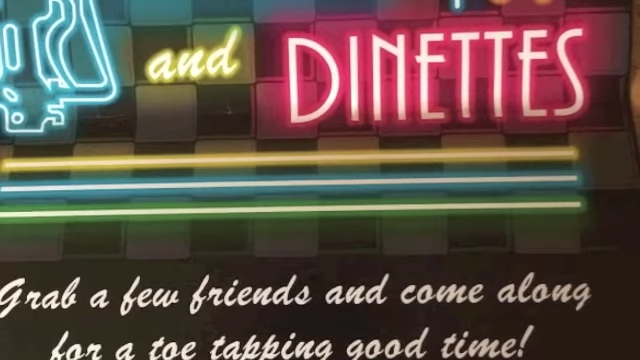 and DINETTES
Grab a few friends and come along
for a toe tapping good time!